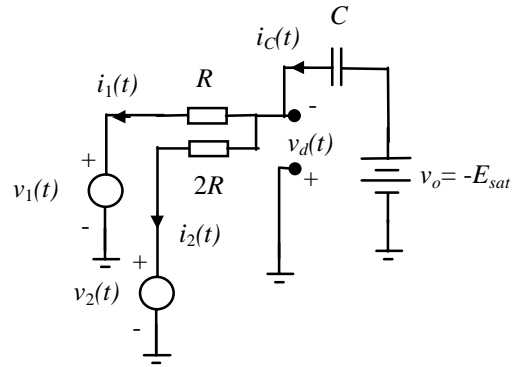 C
i_C(t)
i_1(t)
R
-
+
v_d(t)
v_1(t)
2R
+
v_o= -E_sat
-
i_2(t)
+
v_2(t)
-